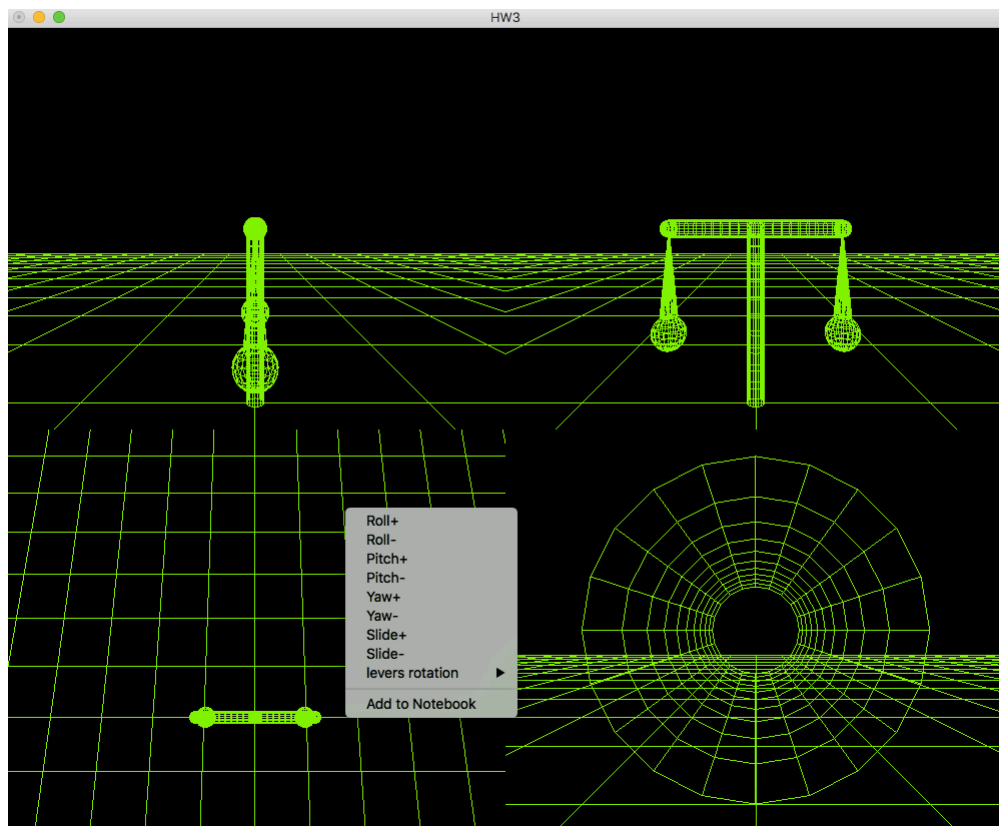 HW3
Roll+
Roll-
Pitch+
Pitch-
Yaw+
Yaw-
Slide+
Slide-
levers rotation
Add to Notebook